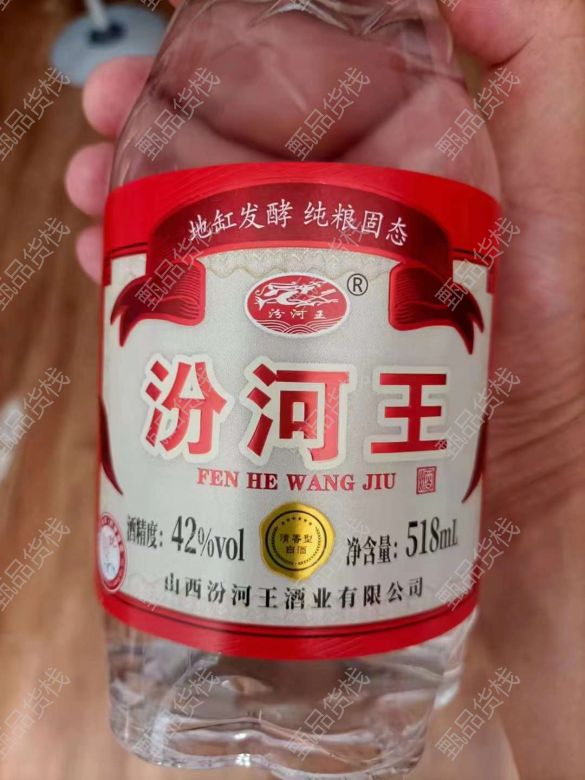 地缸发酵 纯粮固态
汾河王
®
汾河王
FEN HE WANG JIU
酒精度: 42%vol
清香型
白酒
净含量: 518mL
山西汾河王酒业有限公司
甄品货栈